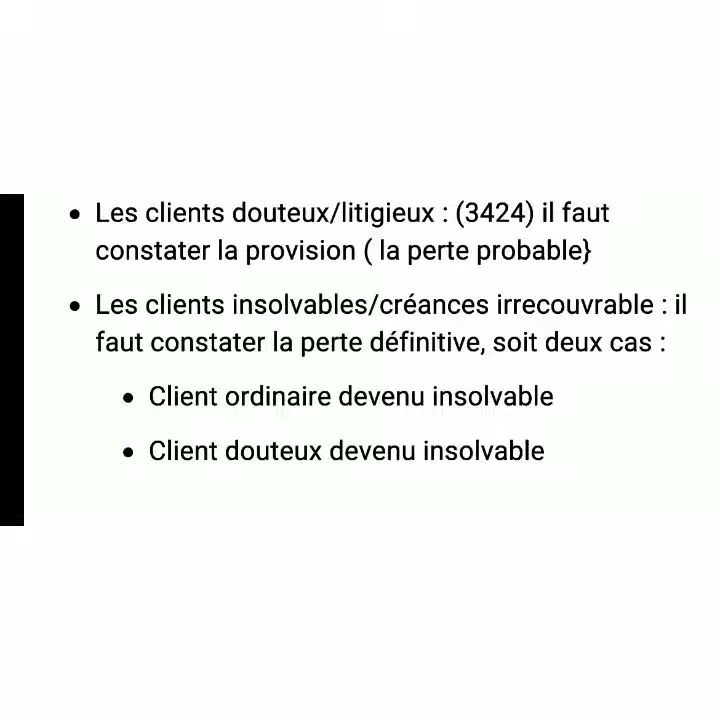 • Les clients douteux/litigieux : (3424) il faut
constater la provision ( la perte probable}
• Les clients insolvables/créances irrecouvrable : il
faut constater la perte définitive, soit deux cas :
• Client ordinaire devenu insolvable
• Client douteux devenu insolvable